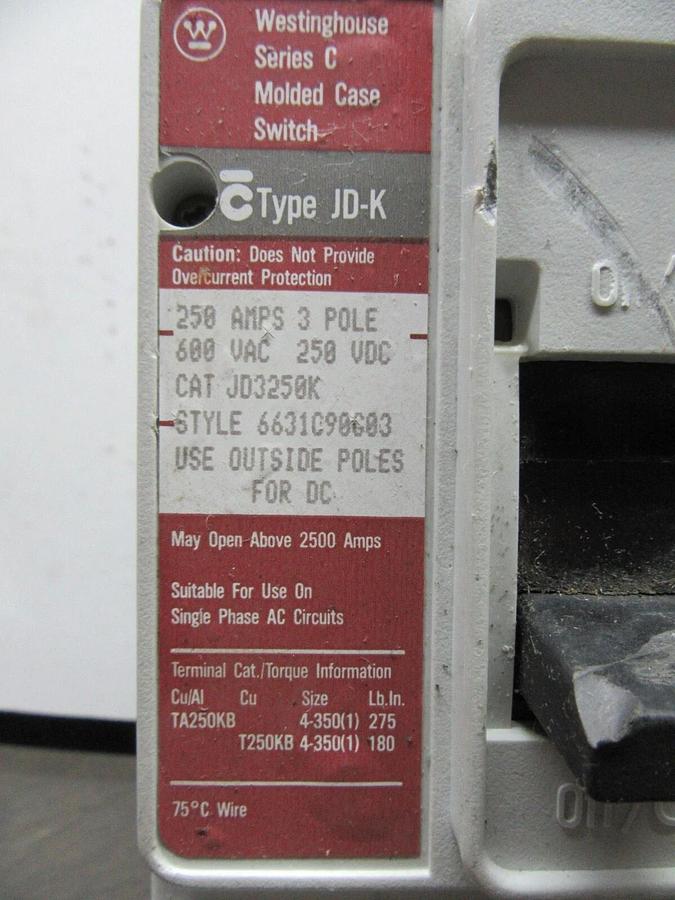 Westinghouse
Series C
Molded Case
Switch
C Type JD-K
Caution: Does Not Provide
Overcurrent Protection
250 AMPS 3 POLE
600 VAC 250 VDC
CAT JD3250K
STYLE 6631C90G03
USE OUTSIDE POLES
FOR DC
May Open Above 2500 Amps
Suitable For Use On
Single Phase AC Circuits
Terminal Cat./Torque Information
Cu/Al Cu Size Lb.In.
TA250KB 4-350(1) 275
T250KB 4-350(1) 180
75°C Wire